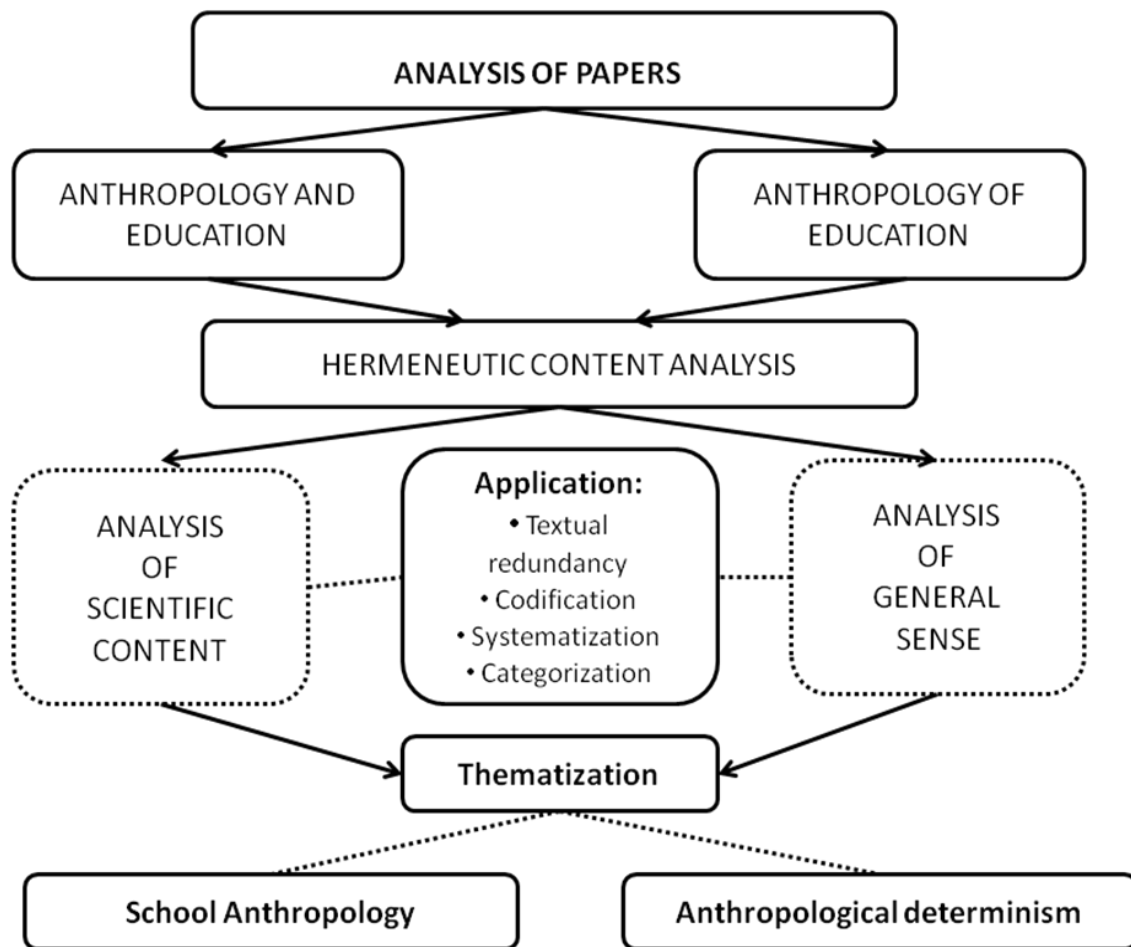 ANALYSIS OF PAPERS
ANTHROPOLOGY AND
EDUCATION
ANTHROPOLOGY OF
EDUCATION
HERMENEUTIC CONTENT ANALYSIS
ANALYSIS
OF
SCIENTIFIC
CONTENT
Application:
• Textual
redundancy
• Codification
• Systematization
• Categorization
ANALYSIS
OF
GENERAL
SENSE
Thematization
School Anthropology
Anthropological determinism